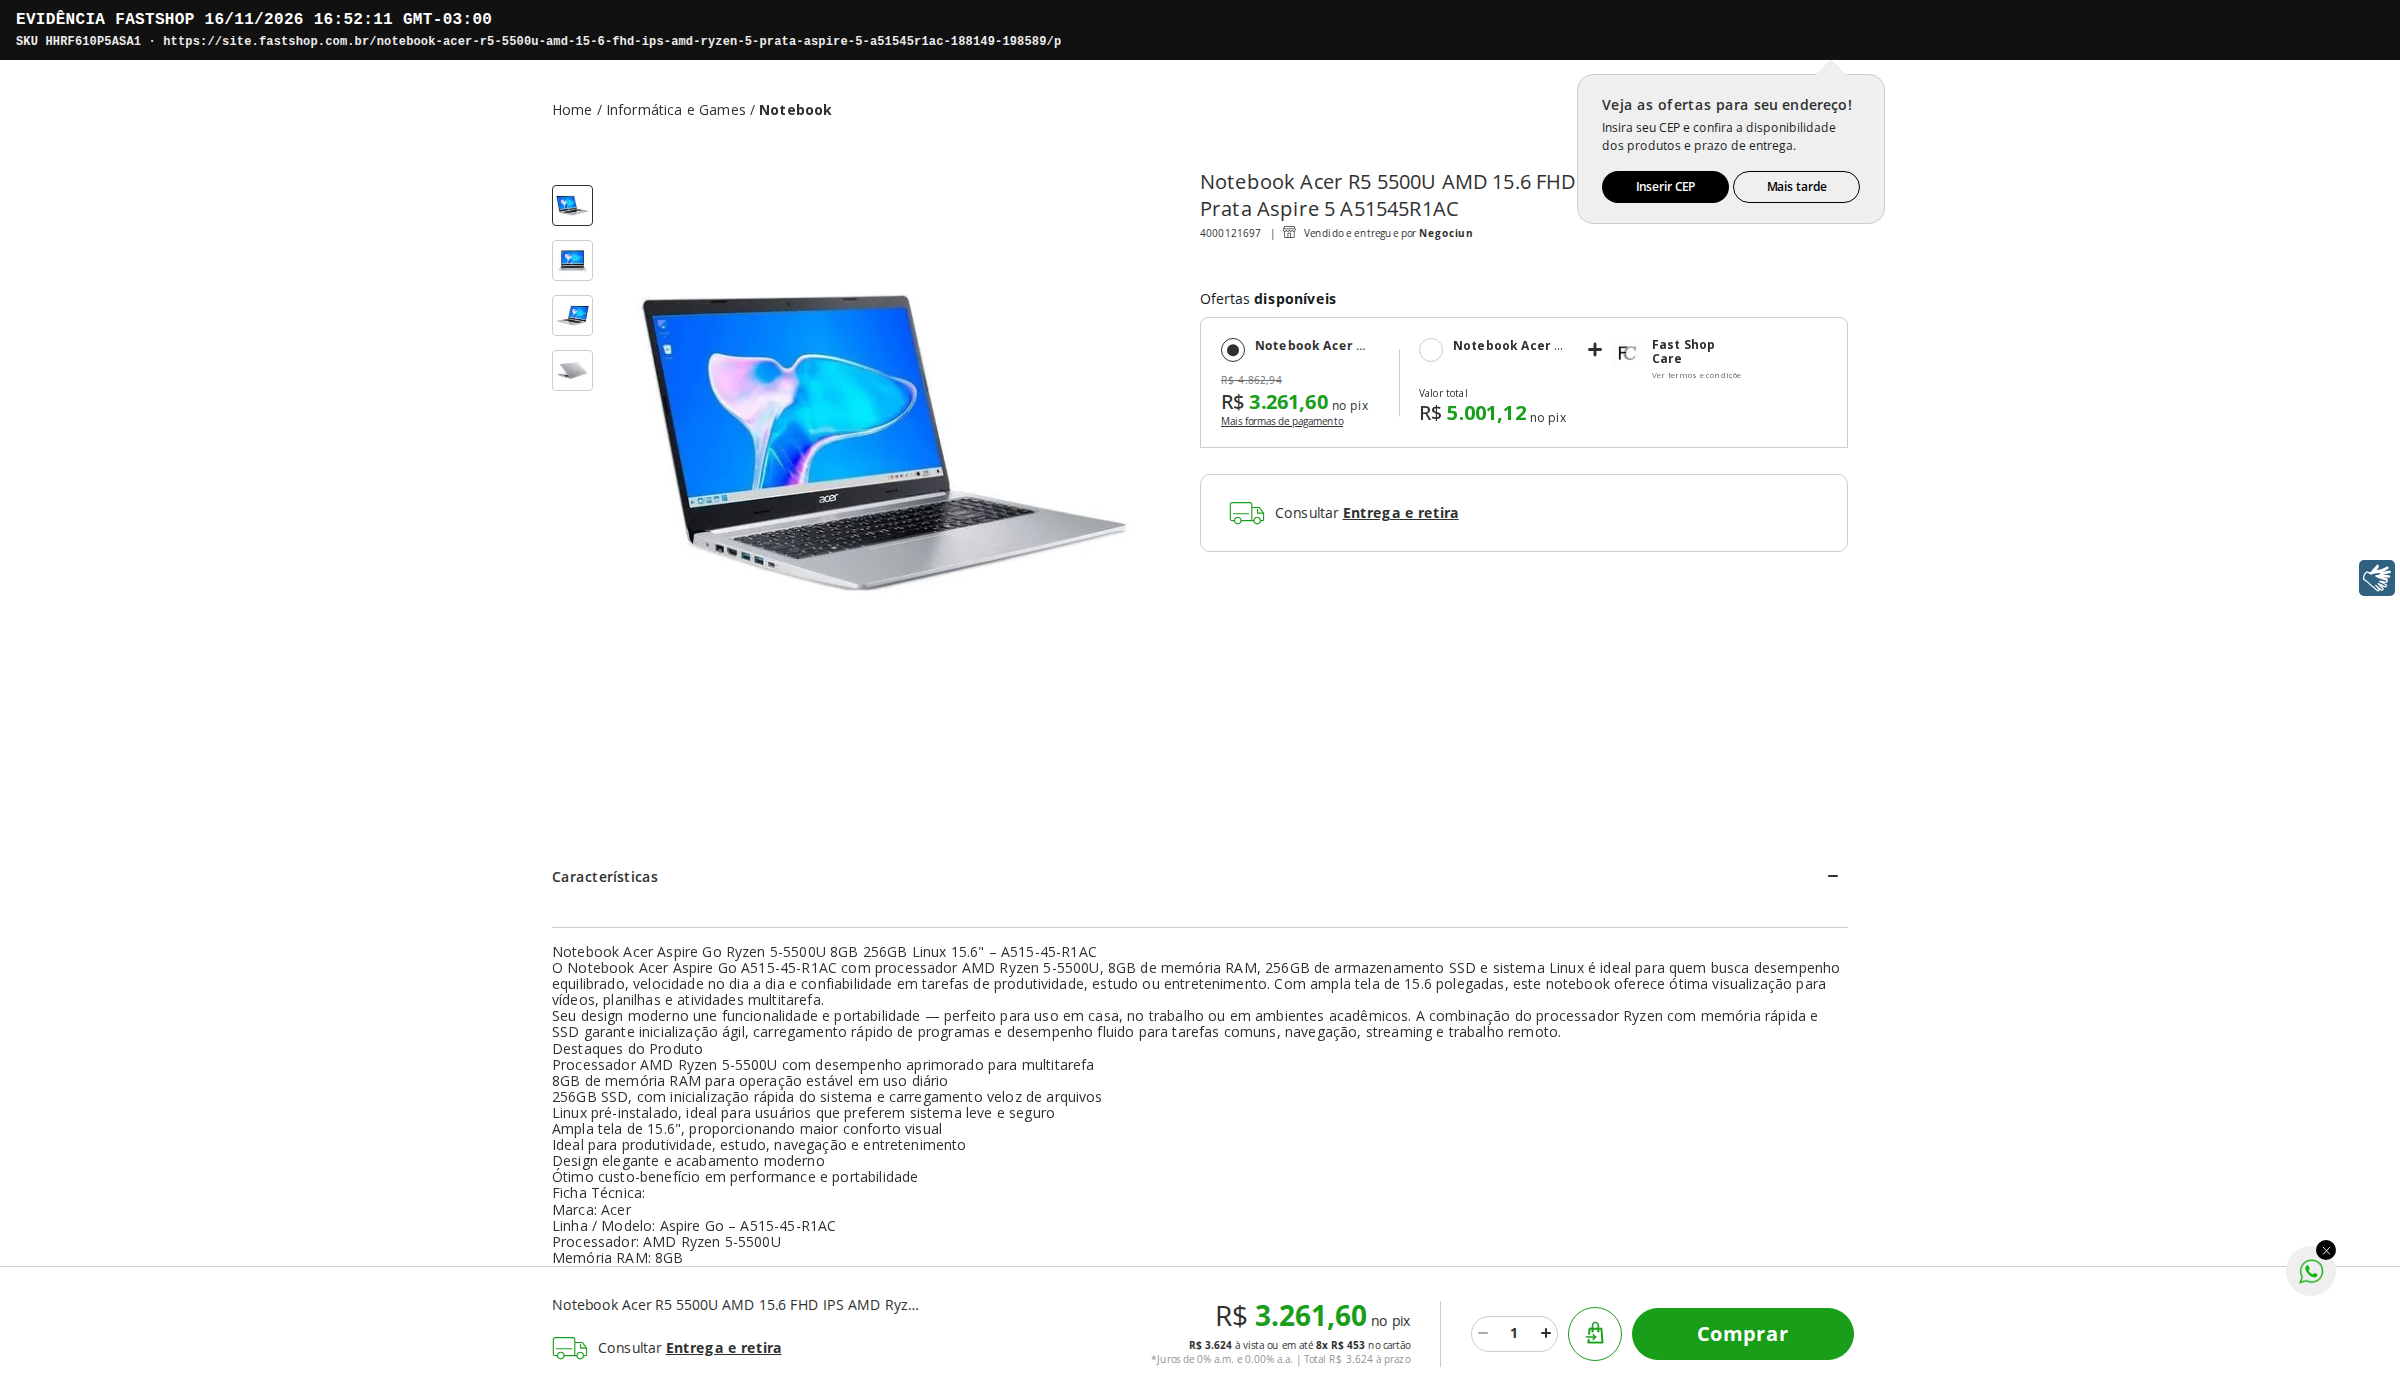 EVIDÊNCIA FASTSHOP 16/11/2026 16:52:11 GMT-03:00
SKU HHRF610P5ASA1 · https://site.fastshop.com.br/notebook-acer-r5-5500u-amd-15-6-fhd-ips-amd-ryzen-5-prata-aspire-5-a51545r1ac-188149-198589/p
Veja as ofertas para seu endereço!
Insira seu CEP e confira a disponibilidade
dos produtos e prazo de entrega.
Inserir CEP
Mais tarde
Home / Informática e Games / Notebook
Notebook Acer R5 5500U AMD 15.6 FHD
Prata Aspire 5 A51545R1AC
4000121697 | Vendido e entregue por Negociun
Ofertas disponíveis
Notebook Acer ...
R$ 4.862,94
R$ 3.261,60 no pix
Mais formas de pagamento
Notebook Acer ...
Valor total
R$ 5.001,12 no pix
+
FC
Fast Shop
Care
Ver termos e condiçõe
Consultar Entrega e retira
acer
Características
Notebook Acer Aspire Go Ryzen 5-5500U 8GB 256GB Linux 15.6" – A515-45-R1AC
O Notebook Acer Aspire Go A515-45-R1AC com processador AMD Ryzen 5-5500U, 8GB de memória RAM, 256GB de armazenamento SSD e sistema Linux é ideal para quem busca desempenho
equilibrado, velocidade no dia a dia e confiabilidade em tarefas de produtividade, estudo ou entretenimento. Com ampla tela de 15.6 polegadas, este notebook oferece ótima visualização para
vídeos, planilhas e atividades multitarefa.
Seu design moderno une funcionalidade e portabilidade — perfeito para uso em casa, no trabalho ou em ambientes acadêmicos. A combinação do processador Ryzen com memória rápida e
SSD garante inicialização ágil, carregamento rápido de programas e desempenho fluido para tarefas comuns, navegação, streaming e trabalho remoto.
Destaques do Produto
Processador AMD Ryzen 5-5500U com desempenho aprimorado para multitarefa
8GB de memória RAM para operação estável em uso diário
256GB SSD, com inicialização rápida do sistema e carregamento veloz de arquivos
Linux pré-instalado, ideal para usuários que preferem sistema leve e seguro
Ampla tela de 15.6", proporcionando maior conforto visual
Ideal para produtividade, estudo, navegação e entretenimento
Design elegante e acabamento moderno
Ótimo custo-benefício em performance e portabilidade
Ficha Técnica:
Marca: Acer
Linha / Modelo: Aspire Go – A515-45-R1AC
Processador: AMD Ryzen 5-5500U
Memória RAM: 8GB
Notebook Acer R5 5500U AMD 15.6 FHD IPS AMD Ryz...
Consultar Entrega e retira
R$ 3.261,60 no pix
R$ 3.624 à vista ou em até 8x R$ 453 no cartão
*Juros de 0% a.m. e 0.00% a.a. | Total R$ 3.624 à prazo
− 1 +
Comprar